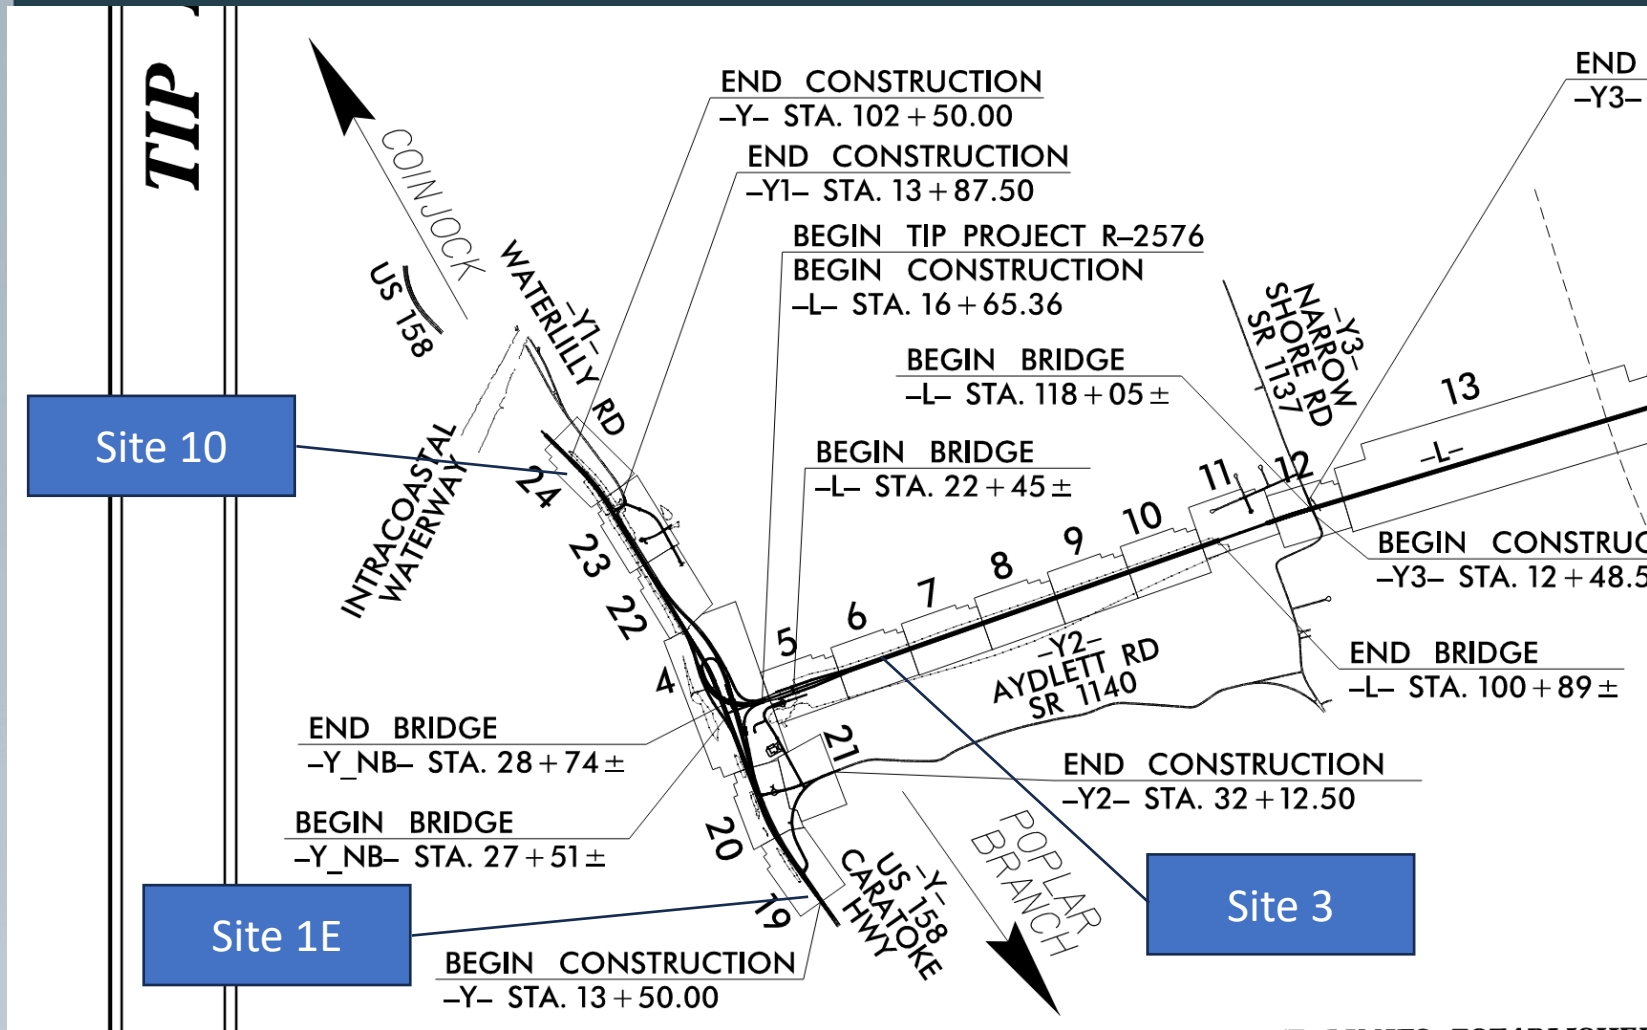 TIP
COINJOCK
US 158
END CONSTRUCTION
–Y– STA. 102+50.00
END CONSTRUCTION
–Y1– STA. 13+87.50
BEGIN TIP PROJECT R–2576
BEGIN CONSTRUCTION
–L– STA. 16+65.36
BEGIN BRIDGE
–L– STA. 118+05±
BEGIN BRIDGE
–L– STA. 22+45±
END
–Y3–
–Y1–
WATERLILLY RD
–Y3–
NARROW
SHORE RD
SR 1137
INTRACOASTAL
WATERWAY
Site 10
24
23
22
4
5
6
7
8
9
10
11
12
13
–L–
BEGIN CONSTRUC
–Y3– STA. 12+48.5
END BRIDGE
–L– STA. 100+89±
–Y2–
AYDLETT RD
SR 1140
21
END CONSTRUCTION
–Y2– STA. 32+12.50
END BRIDGE
–Y_NB– STA. 28+74±
BEGIN BRIDGE
–Y_NB– STA. 27+51±
20
19
–Y–
US 158
CARATOKE
HWY
POPLAR
BRANCH
Site 3
Site 1E
BEGIN CONSTRUCTION
–Y– STA. 13+50.00